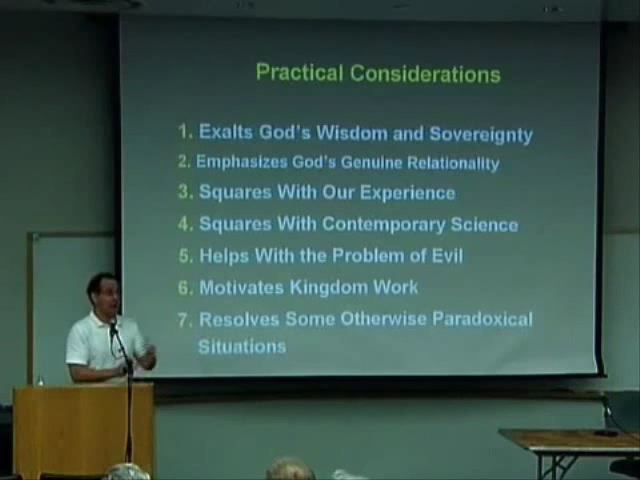 Practical Considerations
1. Exalts God's Wisdom and Sovereignty
2. Emphasizes God's Genuine Relationality
3. Squares With Our Experience
4. Squares With Contemporary Science
5. Helps With the Problem of Evil
6. Motivates Kingdom Work
7. Resolves Some Otherwise Paradoxical
Situations